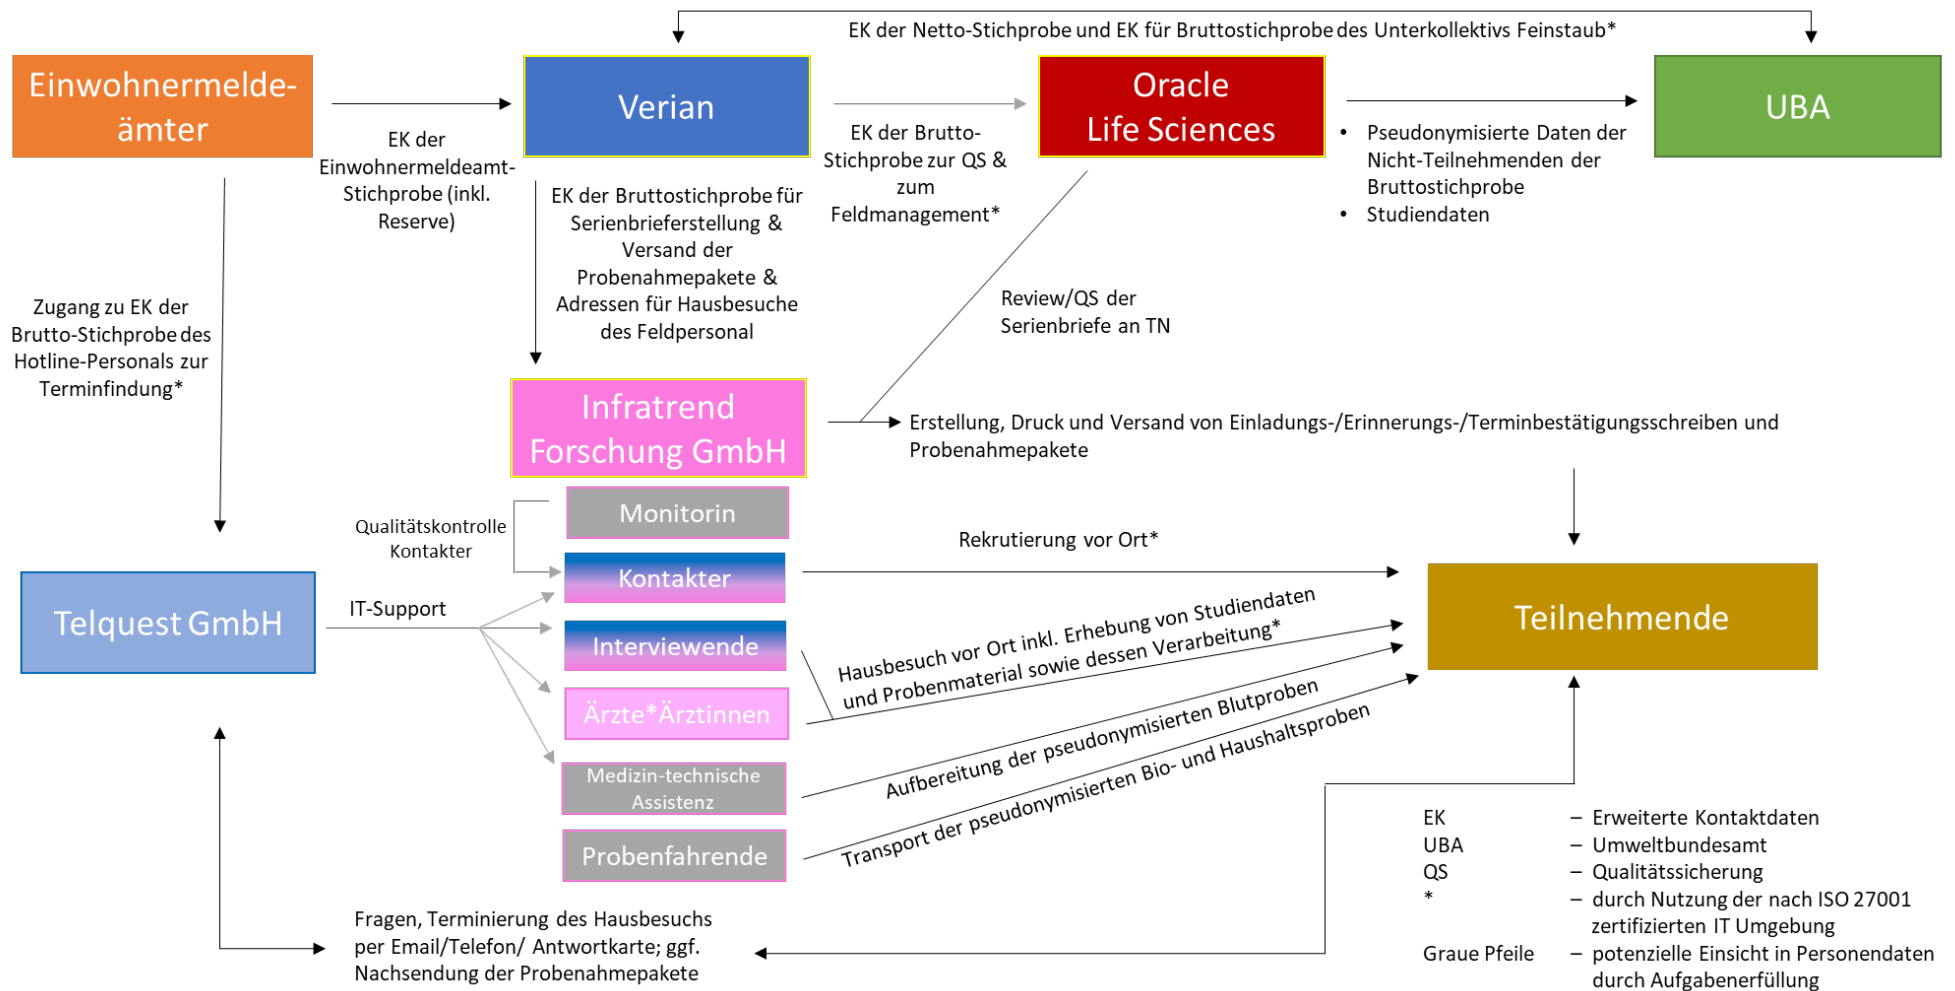 EK der Netto-Stichprobe und EK für Bruttostichprobe des Unterkollektivs Feinstaub*
Einwohnermelde-
ämter
Verian
Oracle
Life Sciences
UBA
EK der
Einwohnermeldeamt-
Stichprobe (inkl.
Reserve)
EK der Brutto-
Stichprobe zur QS &
zum
Feldmanagement*
• Pseudonymisierte Daten der
Nicht-Teilnehmenden der
Bruttostichprobe
• Studiendaten
EK der Bruttostichprobe für
Serienbrieferstellung &
Versand der
Probenahmepakete &
Adressen für Hausbesuche
des Feldpersonal
Zugang zu EK der
Brutto-Stichprobe des
Hotline-Personals zur
Terminfindung*
Review/QS der
Serienbriefe an TN
Infratrend
Forschung GmbH
Erstellung, Druck und Versand von Einladungs-/Erinnerungs-/Terminbestätigungsschreiben und
Probenahmepakete
Monitorin
Qualitätskontrolle
Kontakter
Kontakter
Rekrutierung vor Ort*
Telquest GmbH
IT-Support
Interviewende
Hausbesuch vor Ort inkl. Erhebung von Studiendaten
und Probenmaterial sowie dessen Verarbeitung*
Teilnehmende
Ärzte*Ärztinnen
Aufbereitung der pseudonymisierten Blutproben
Medizin-technische
Assistenz
Transport der pseudonymisierten Bio- und Haushaltsproben
Probenfahrende
Fragen, Terminierung des Hausbesuchs
per Email/Telefon/ Antwortkarte; ggf.
Nachsendung der Probenahmepakete
EK – Erweiterte Kontaktdaten
UBA – Umweltbundesamt
QS – Qualitätssicherung
* – durch Nutzung der nach ISO 27001
zertifizierten IT Umgebung
Graue Pfeile – potenzielle Einsicht in Personendaten
durch Aufgabenerfüllung